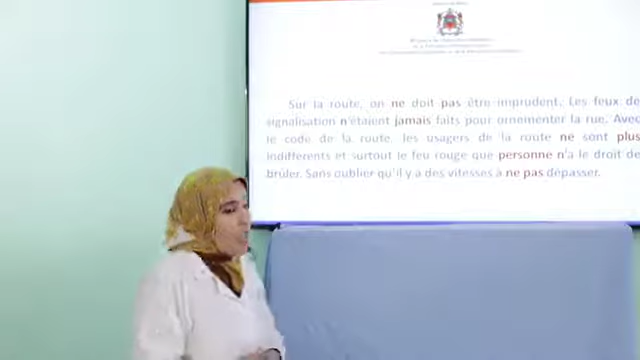 Sur la route, on ne doit pas être imprudent. Les feux de
signalisation n'étaient jamais faits pour ornementer la rue. Avec
le code de la route, les usagers de la route ne sont plus
indifférents et surtout le feu rouge que personne n'a le droit de
brûler. Sans oublier qu'il y a des vitesses à ne pas dépasser.